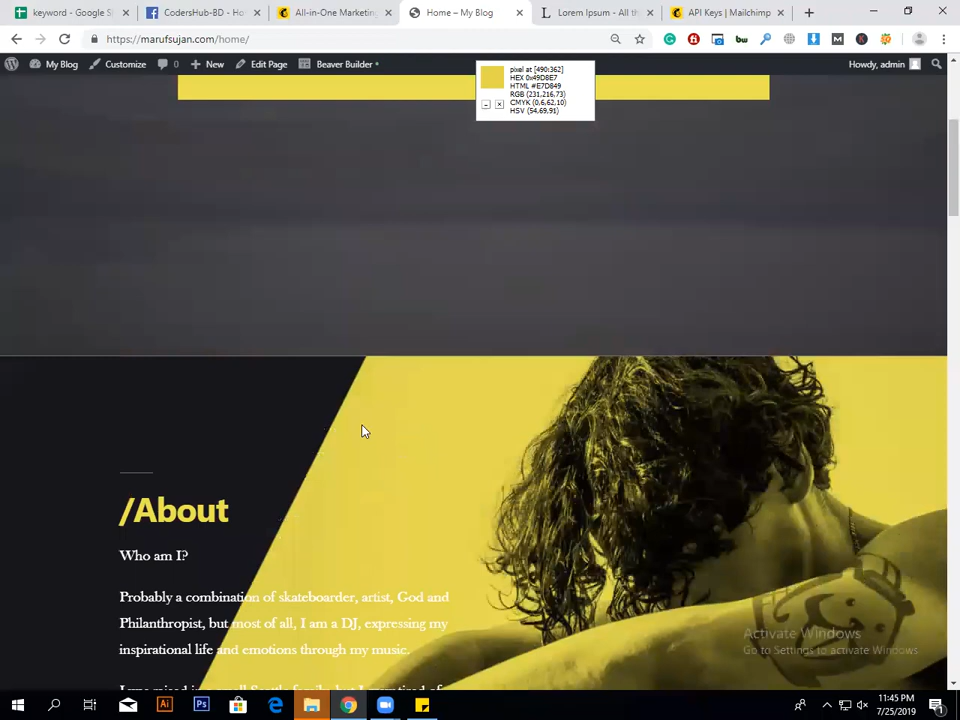 keyword - Google S
CodersHub-BD - Ho
All-in-One Marketing
Home – My Blog
Lorem Ipsum - All th
API Keys | Mailchimp
https://marufsujan.com/home/
My Blog
Customize
0
New
Edit Page
Beaver Builder
Howdy, admin
pixel at [490:362]
HEX 0x49D8E7
HTML #E7D849
RGB (231,216,73)
CMYK (0,6,62,10)
HSV (54,69,91)
/About
Who am I?
Probably a combination of skateboarder, artist, God and
Philanthropist, but most of all, I am a DJ, expressing my
inspirational life and emotions through my music.
Activate Windows
Go to Settings to activate Windows.
11:45 PM
7/25/2019